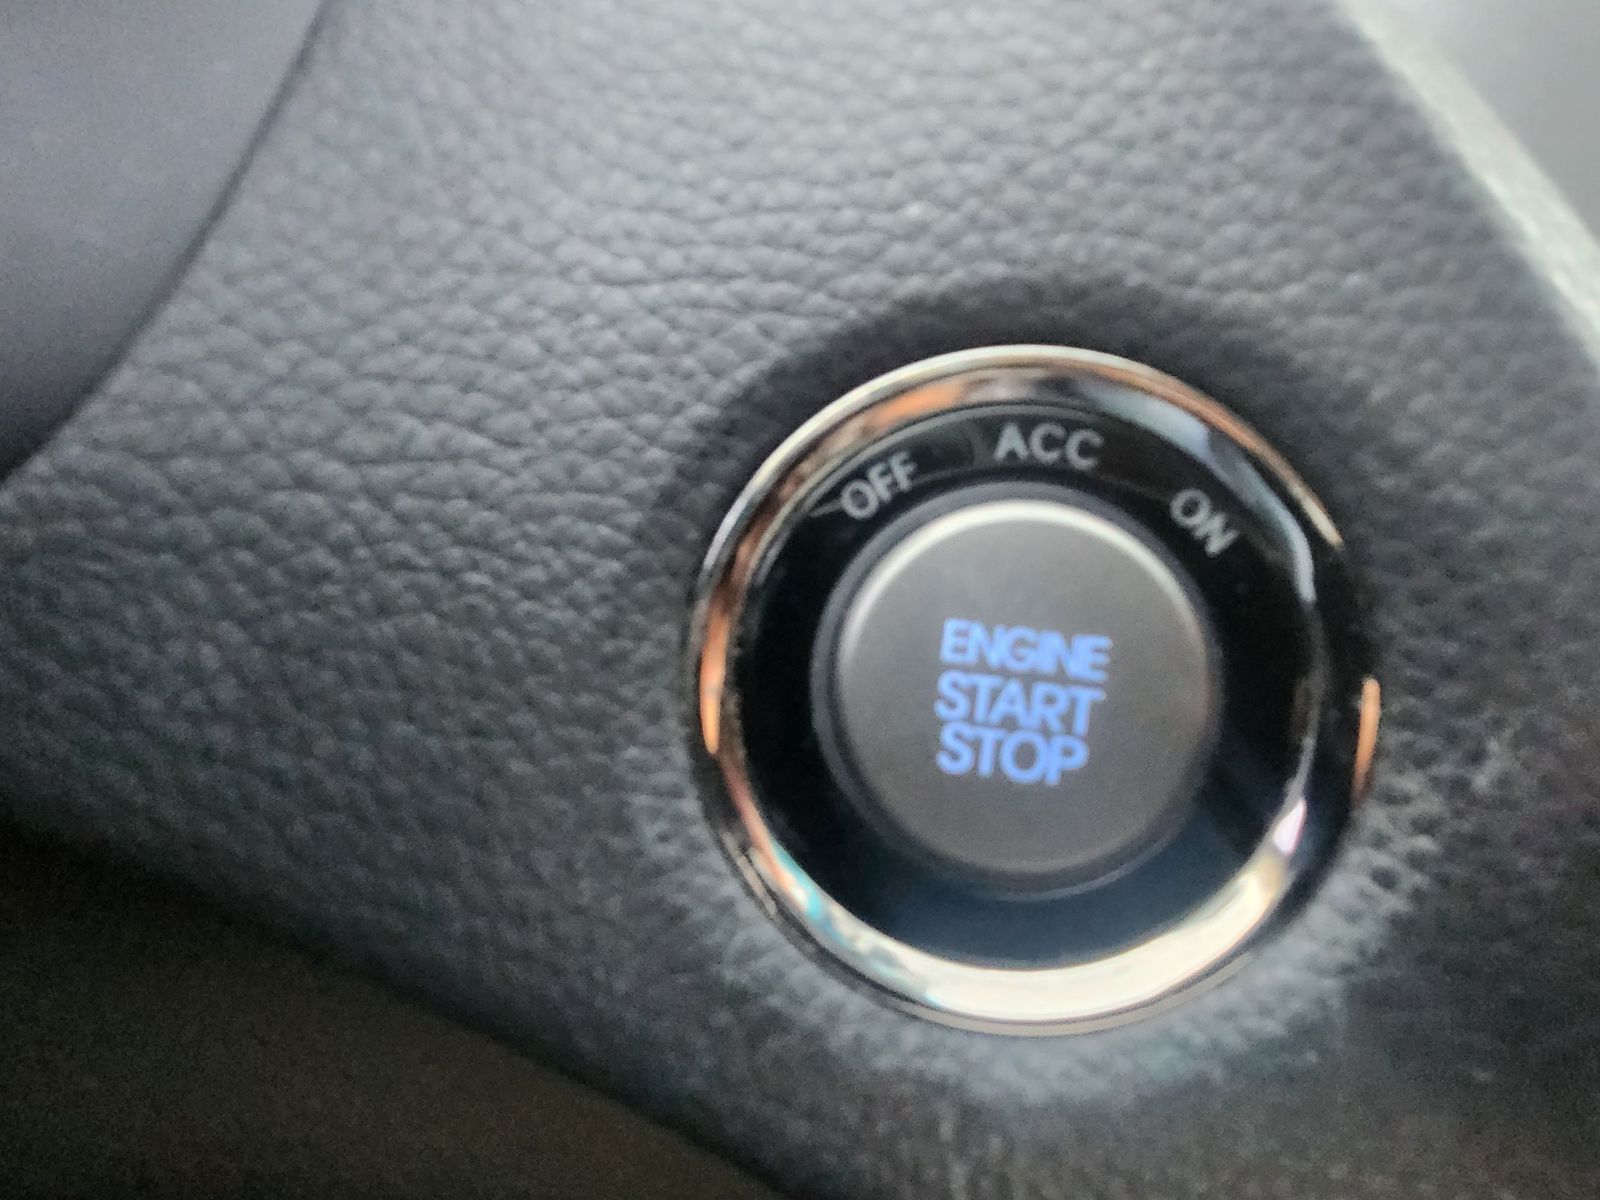 OFF ACC ON
ENGINE
START
STOP